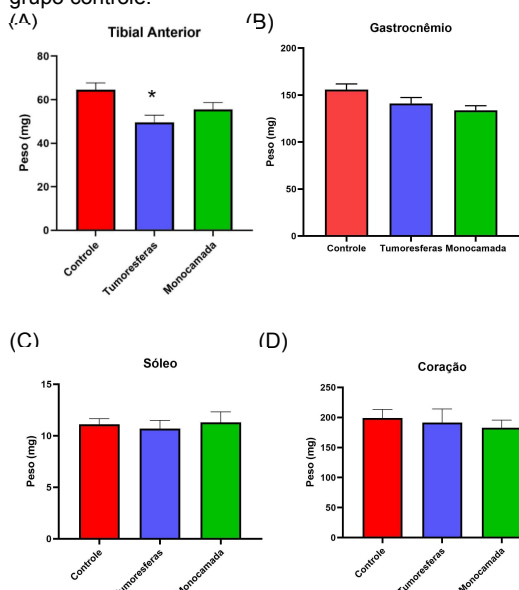 grupo controle.
(A)
Tibial Anterior
80
60
40
20
0
Peso (mg)
*
Controle
Tumoresferas
Monocamada
(B)
Gastrocnêmio
200
150
100
50
0
Peso (mg)
Controle Tumoresferas Monocamada
(C)
Sóleo
15
10
5
0
Peso (mg)
Controle
Tumoresferas
Monocamada
(D)
Coração
250
200
150
100
50
0
Peso (mg)
Controle
Tumoresferas
Monocamada